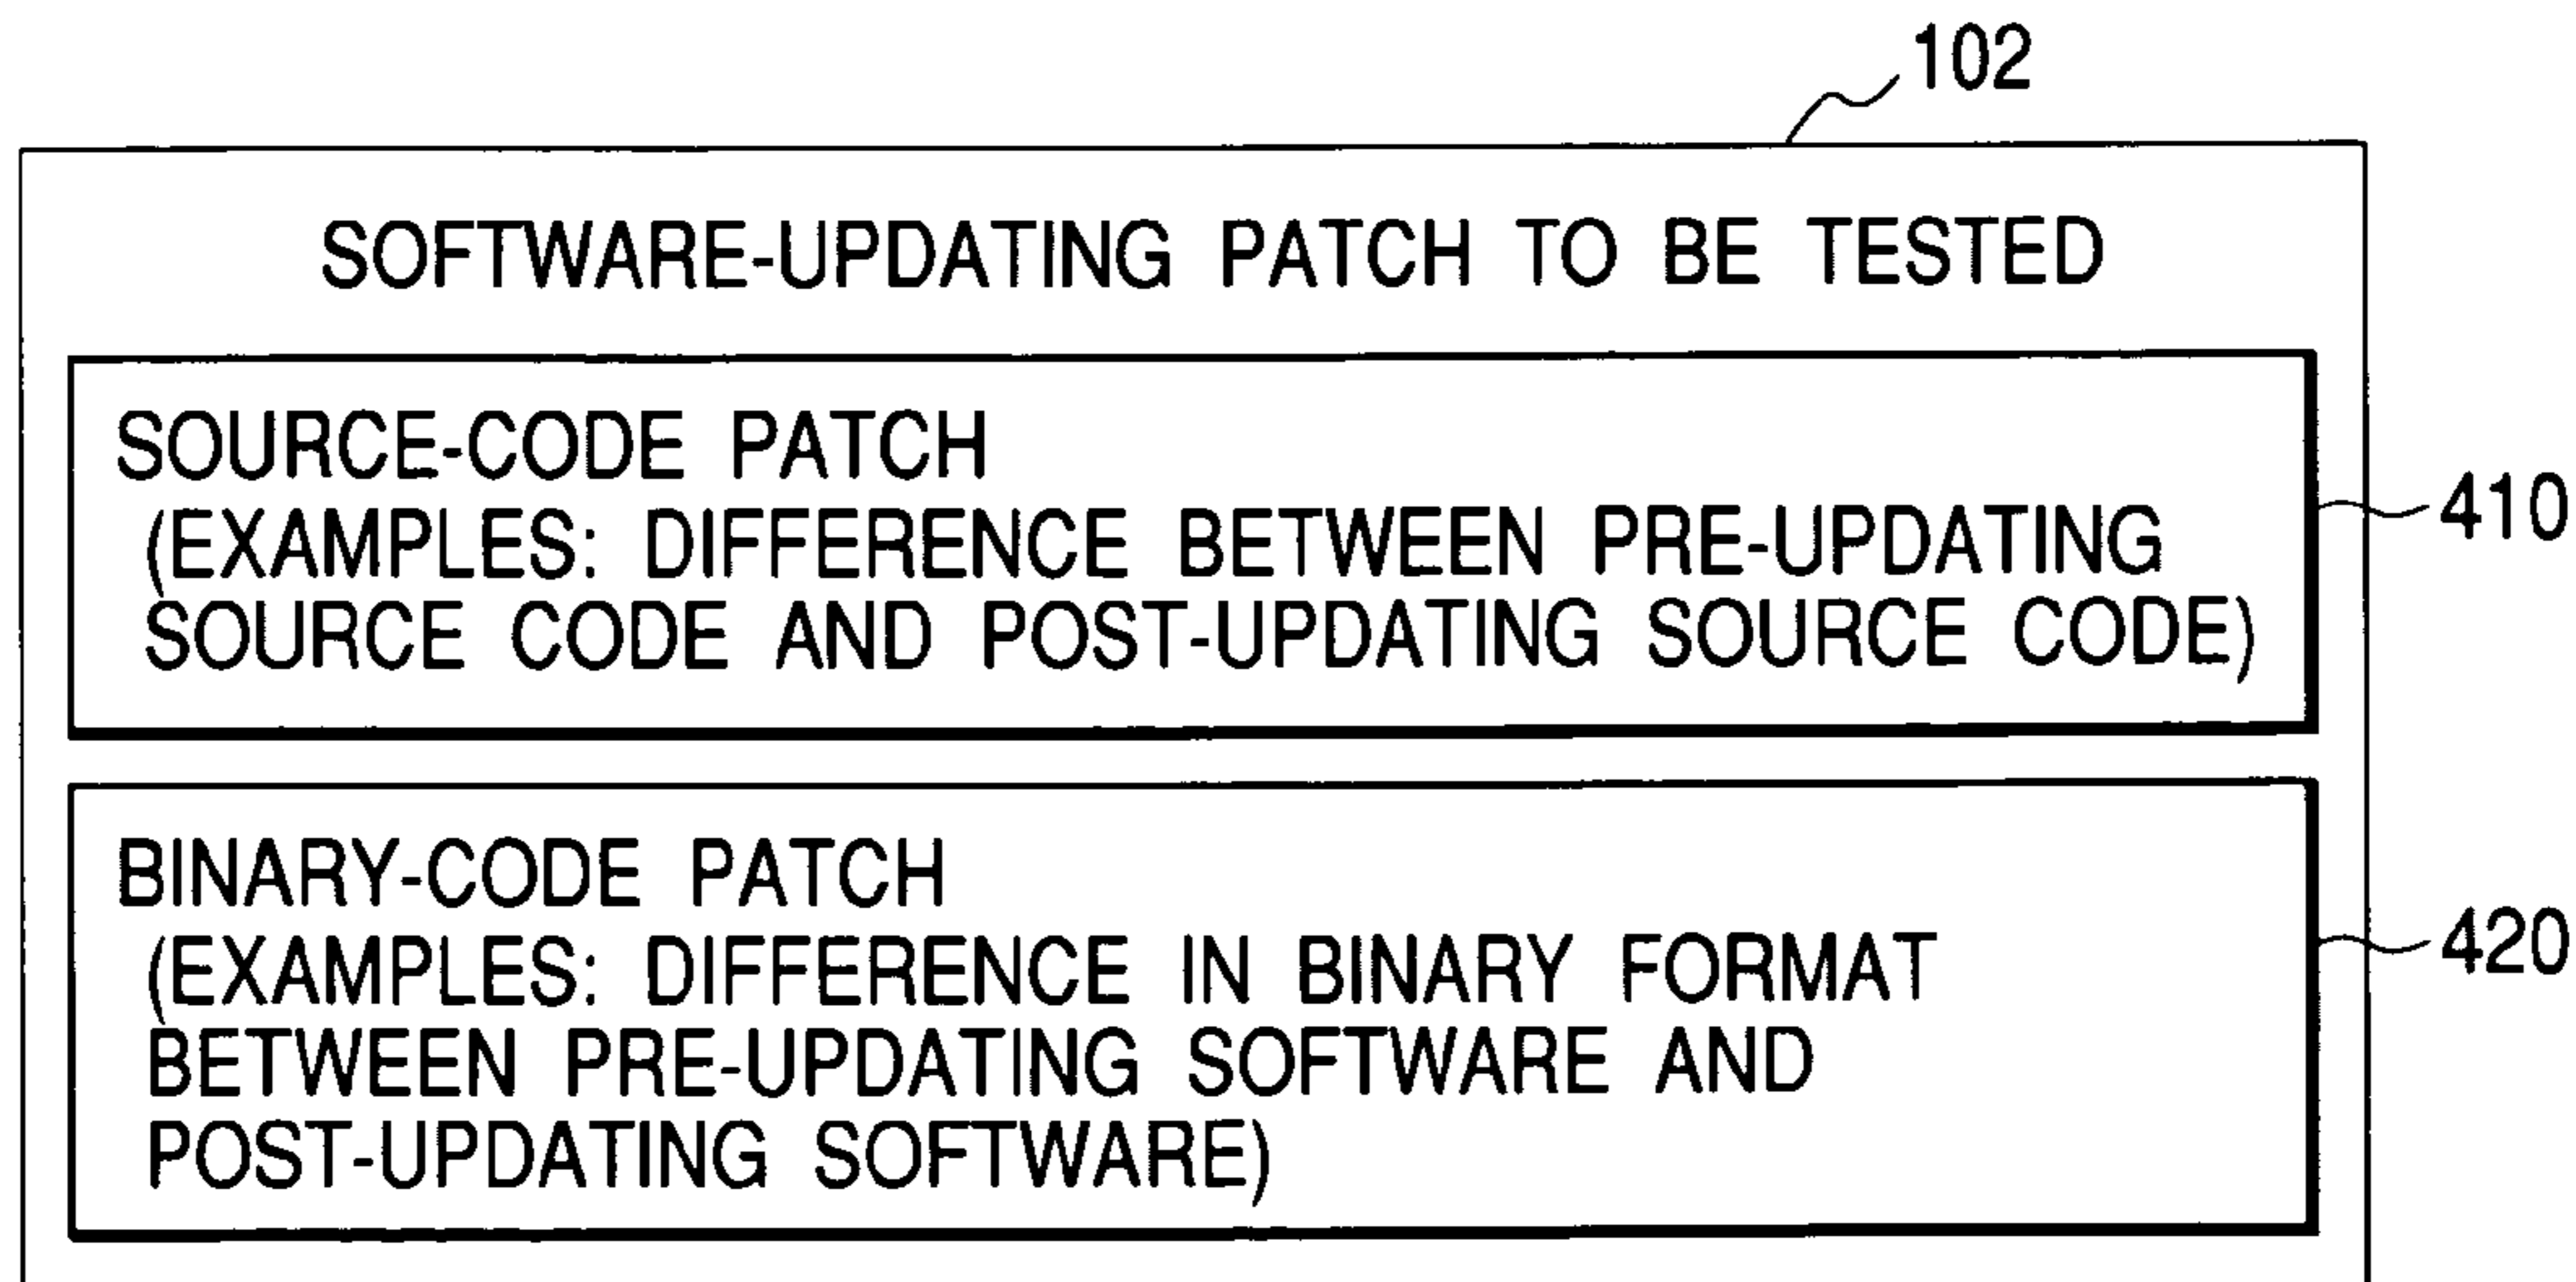 102
SOFTWARE-UPDATING PATCH TO BE TESTED
SOURCE-CODE PATCH
(EXAMPLES: DIFFERENCE BETWEEN PRE-UPDATING
SOURCE CODE AND POST-UPDATING SOURCE CODE)
410
BINARY-CODE PATCH
(EXAMPLES: DIFFERENCE IN BINARY FORMAT
BETWEEN PRE-UPDATING SOFTWARE AND
POST-UPDATING SOFTWARE)
420